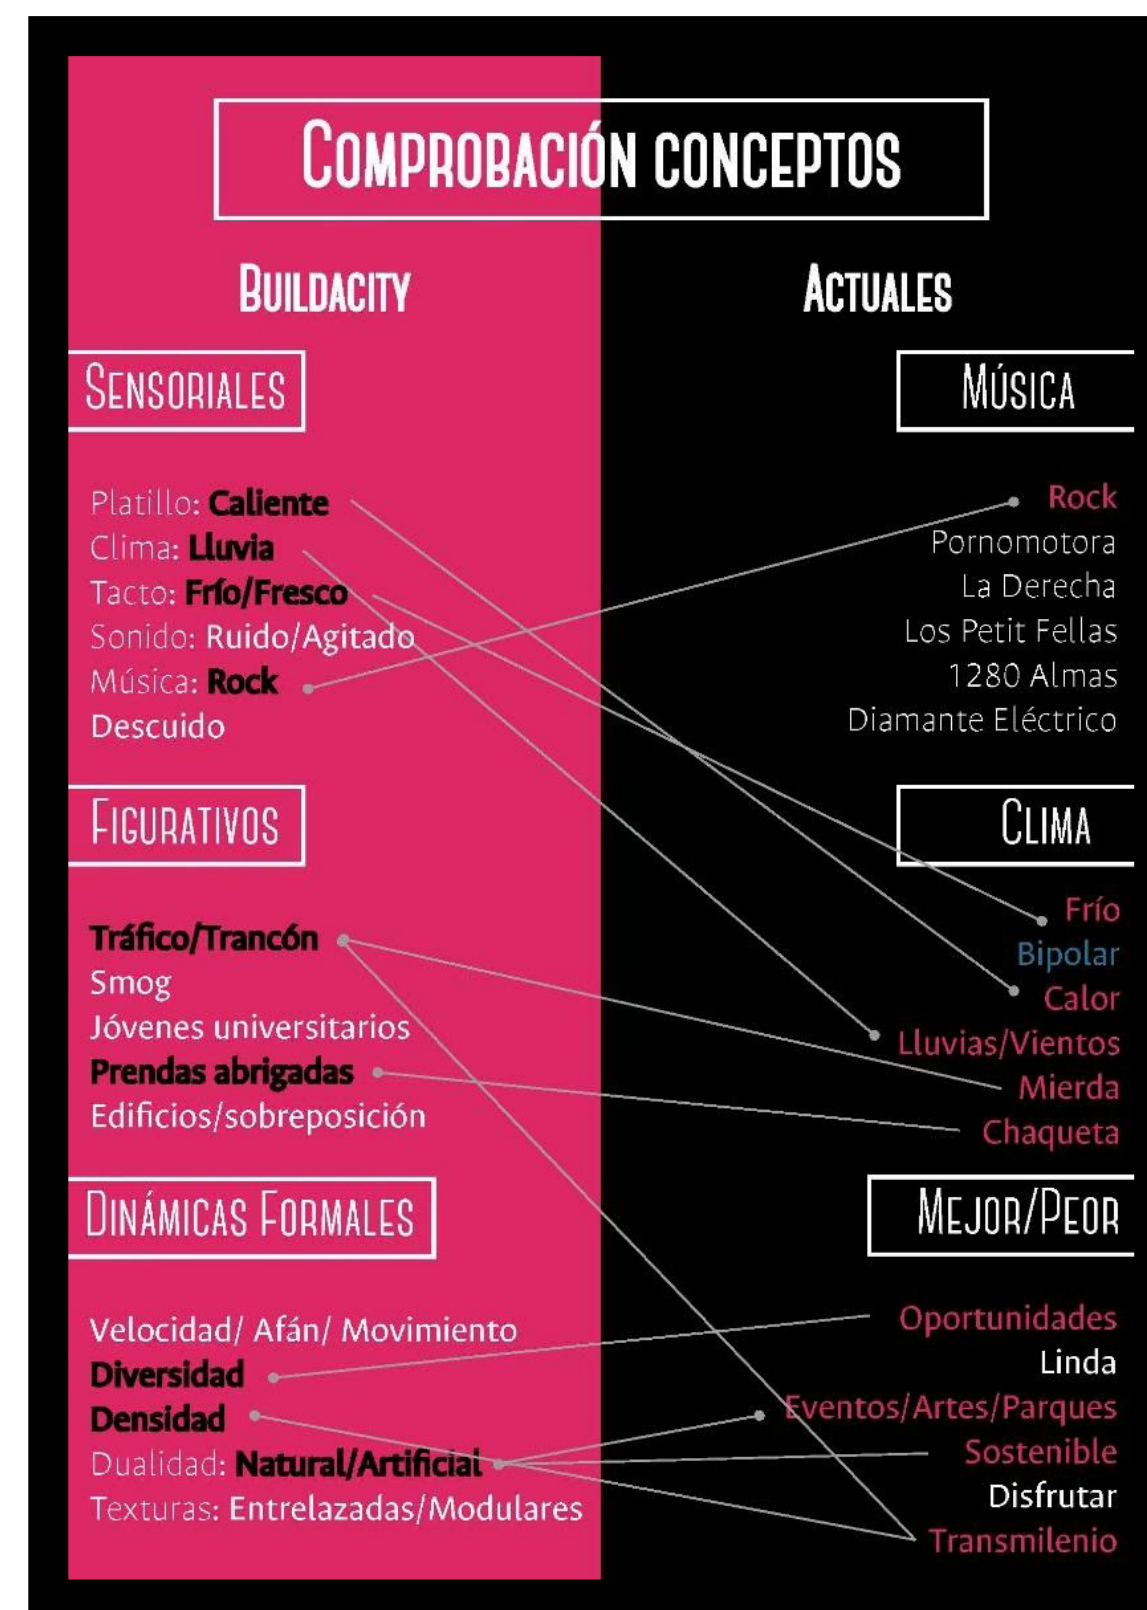 COMPROBACIÓN CONCEPTOS
BUILDACITY
SENSORIALES
Platillo: Caliente
Clima: Lluvia
Tacto: Frío/Fresco
Sonido: Ruido/Agitado
Música: Rock
Descuido
FIGURATIVOS
Tráfico/Trancón
Smog
Jóvenes universitarios
Prendas abrigadas
Edificios/sobreposición
DINÁMICAS FORMALES
Velocidad/ Afán/ Movimiento
Diversidad
Densidad
Dualidad: Natural/Artificial
Texturas: Entrelazadas/Modulares
ACTUALES
MÚSICA
Rock
Pornomotora
La Derecha
Los Petit Fellas
1280 Almas
Diamante Eléctrico
CLIMA
Frío
Bipolar
Calor
Lluvias/Vientos
Mierda
Chaqueta
MEJOR/PEOR
Oportunidades
Linda
Eventos/Artes/Parques
Sostenible
Disfrutar
Transmilenio